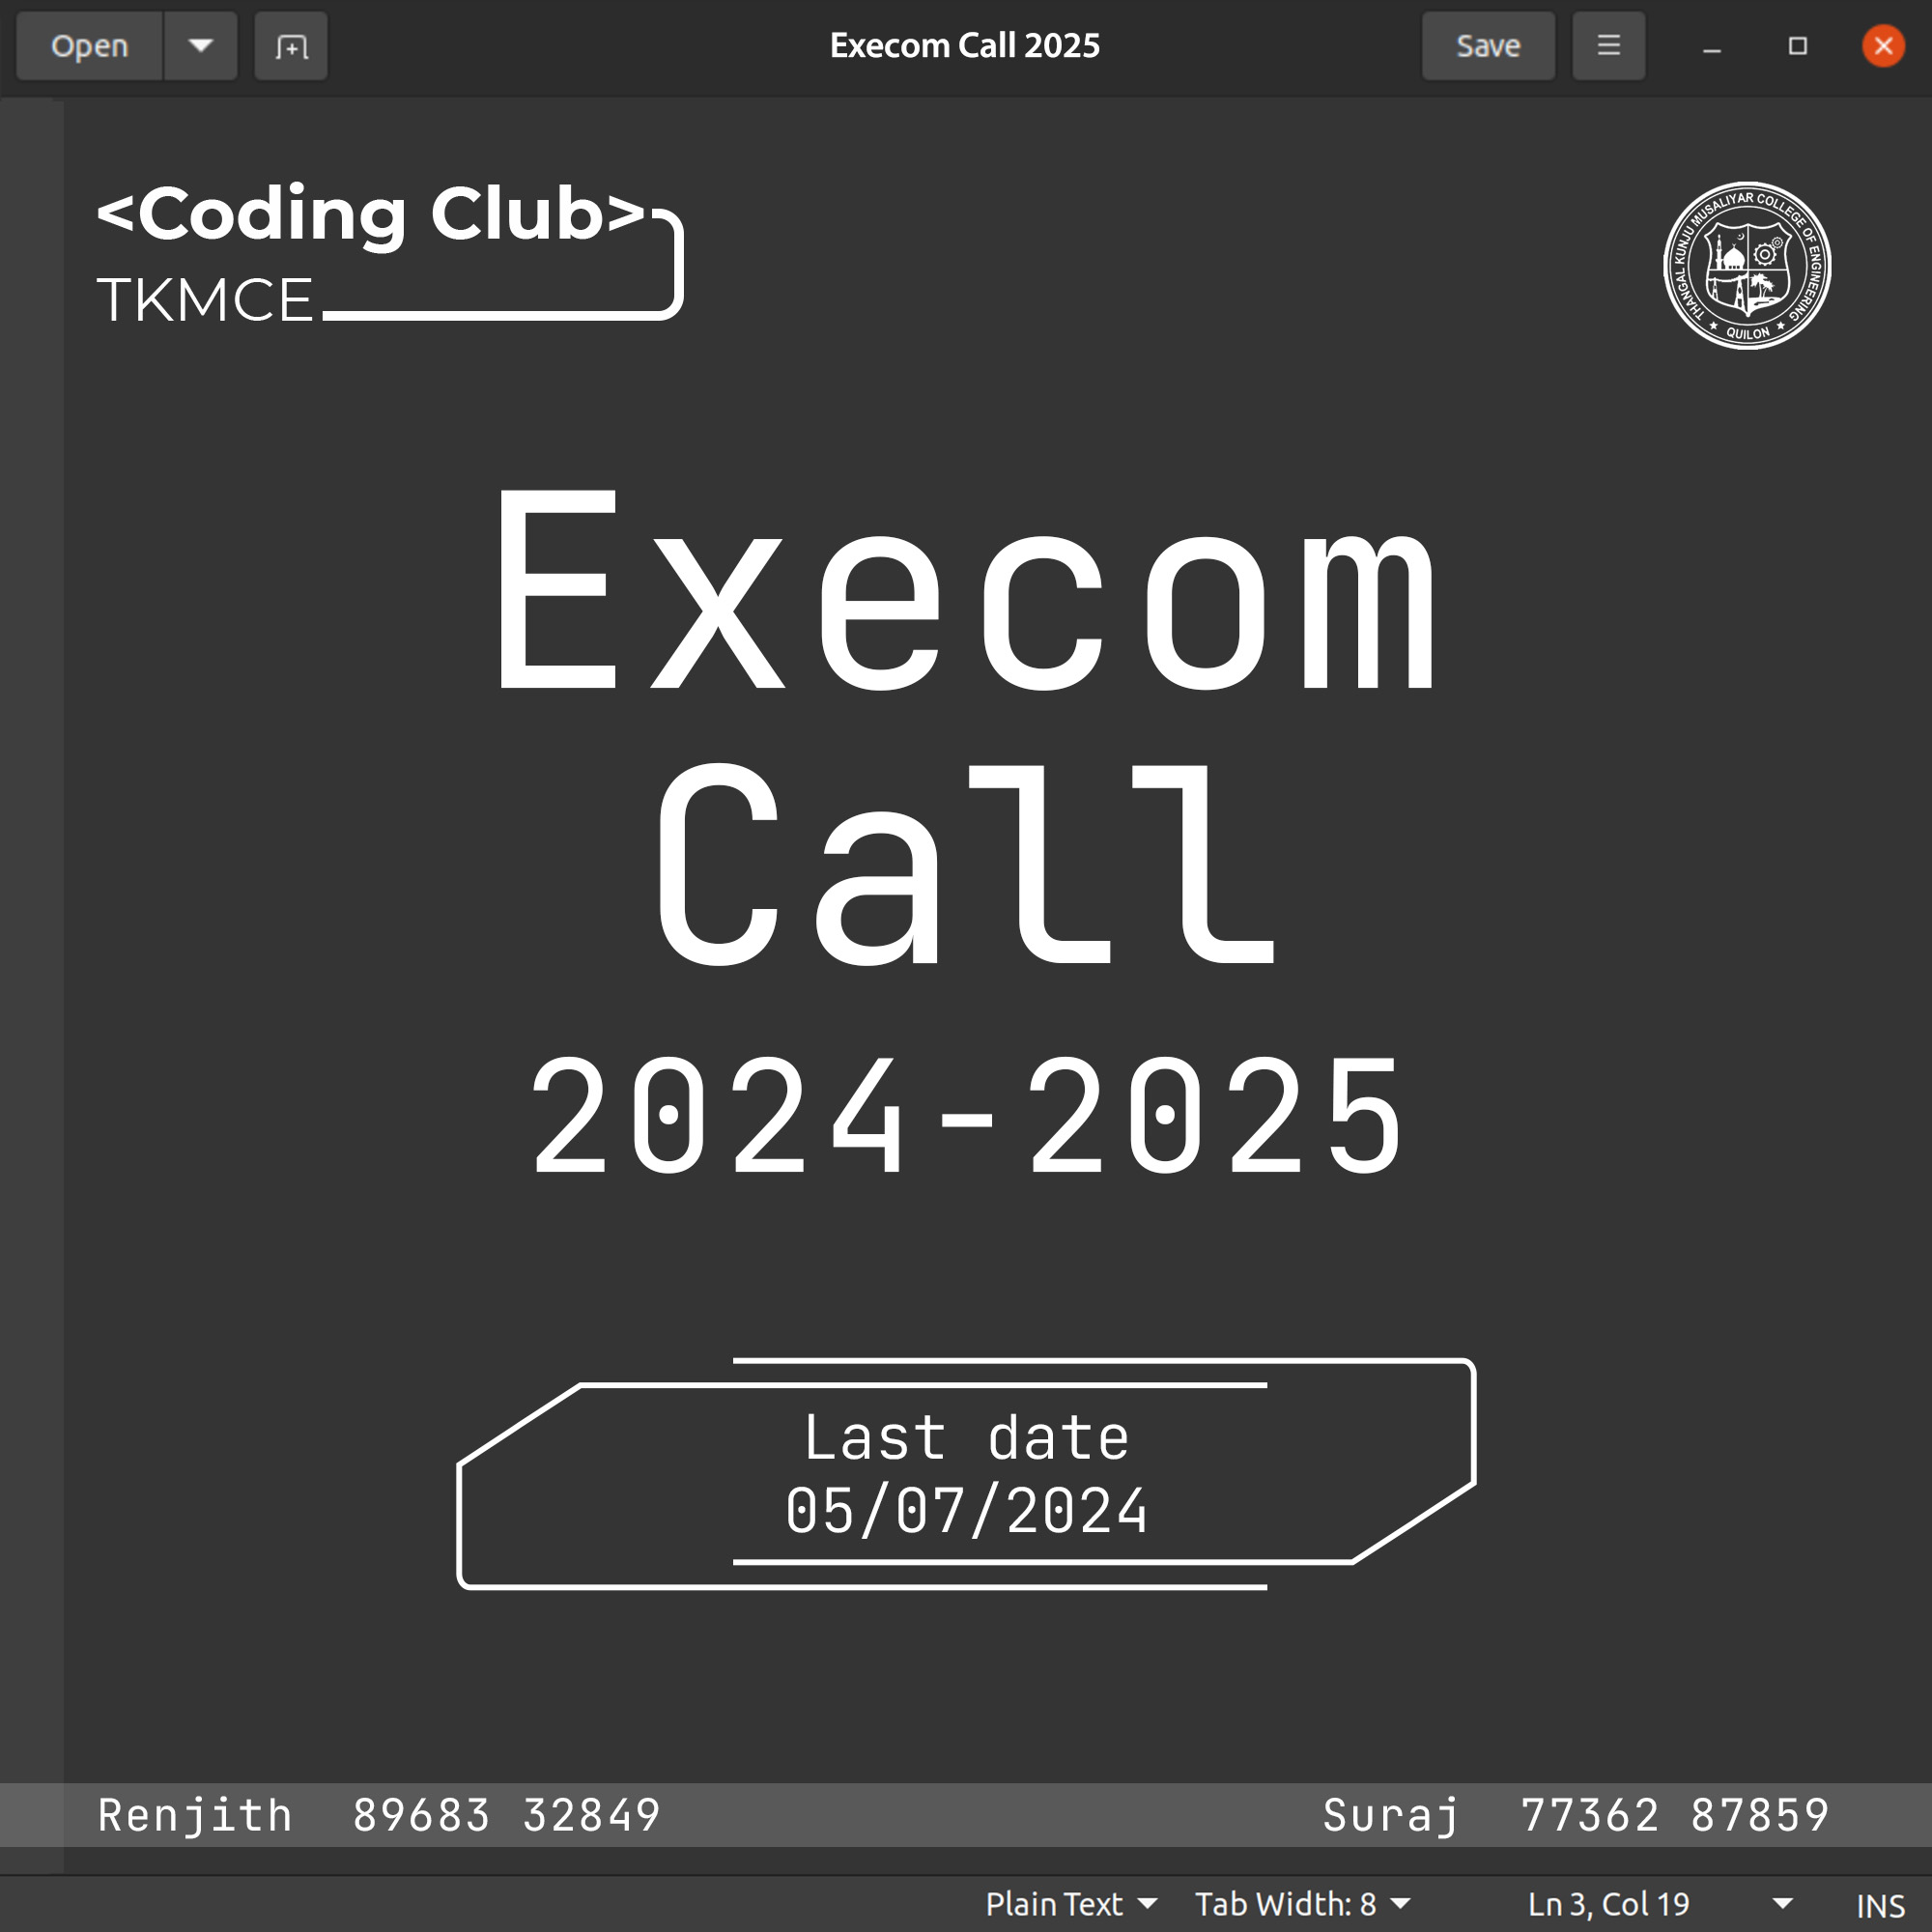 Open
Execom Call 2025
Save
<Coding Club>
TKMCE
THANGAL KUNJU MUSALIYAR COLLEGE OF ENGINEERING
QUILON
Execom
Call
2024-2025
Last date
05/07/2024
Renjith 89683 32849
Suraj 77362 87859
Plain Text
Tab Width: 8
Ln 3, Col 19
INS